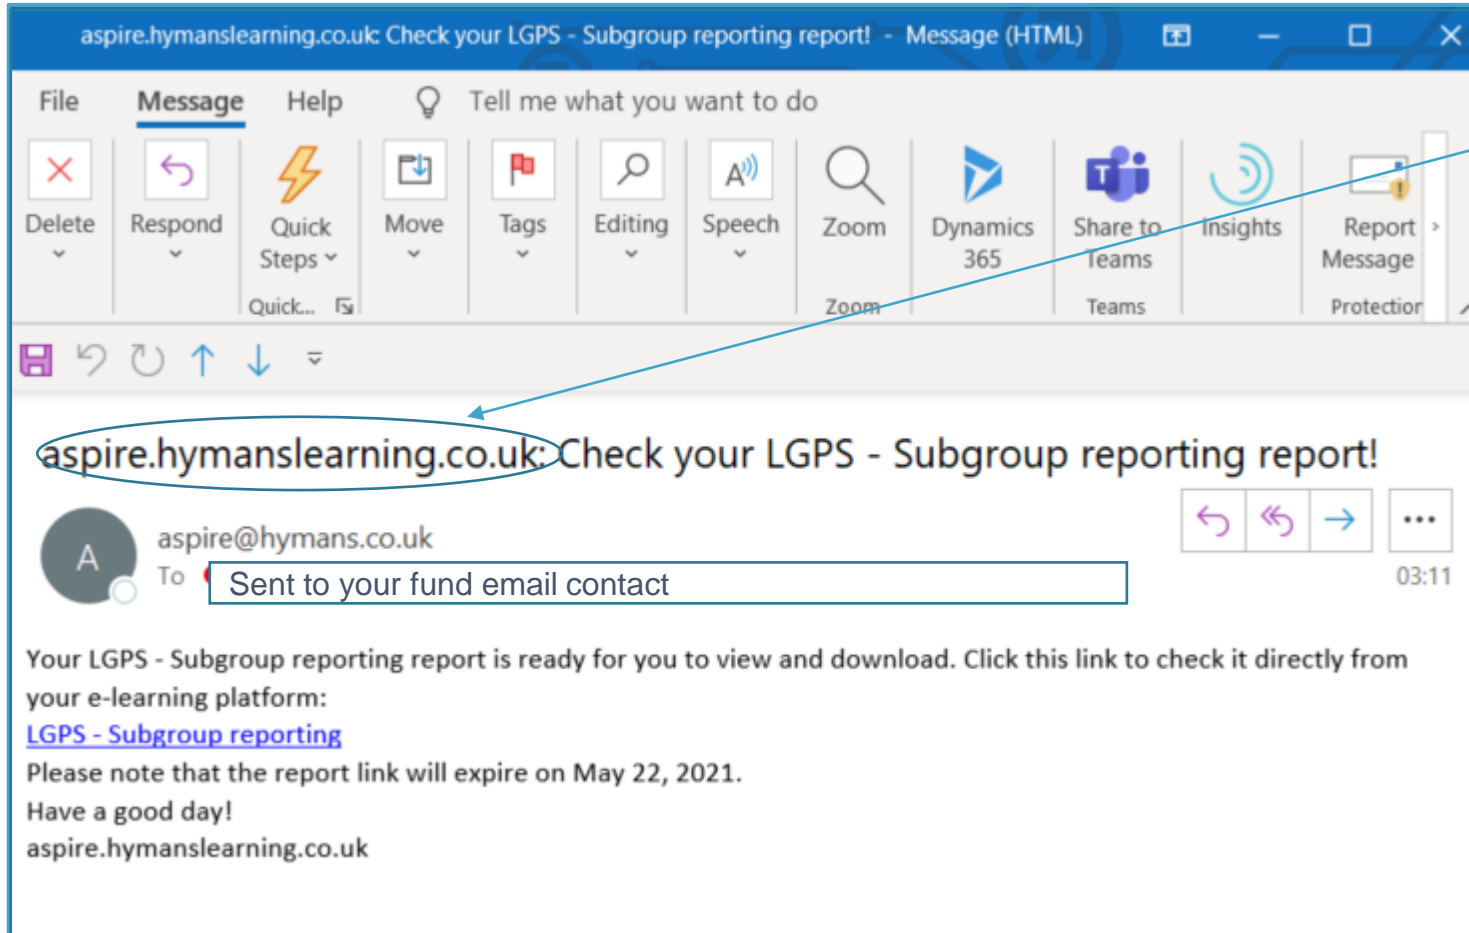 aspire.hymanslearning.co.uk: Check your LGPS - Subgroup reporting report! - Message (HTML)
File Message Help Tell me what you want to do
Delete Respond Quick Steps Move Tags Editing Speech Zoom Dynamics 365 Share to Teams Insights Report Message
Quick... Zoom Teams Protection
aspire.hymanslearning.co.uk: Check your LGPS - Subgroup reporting report!
A
aspire@hymans.co.uk
To Sent to your fund email contact
03:11
Your LGPS - Subgroup reporting report is ready for you to view and download. Click this link to check it directly from
your e-learning platform:
LGPS - Subgroup reporting
Please note that the report link will expire on May 22, 2021.
Have a good day!
aspire.hymanslearning.co.uk